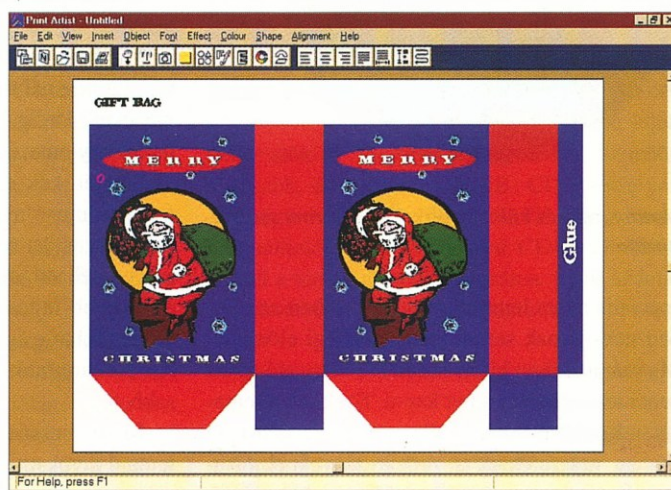 Print Artist - Untitled
File Edit View Insert Object Font Effect Colour Shape Alignment Help
GIFT BAG
MERRY
MERRY
Glue
CHRISTMAS
CHRISTMAS
For Help, press F1